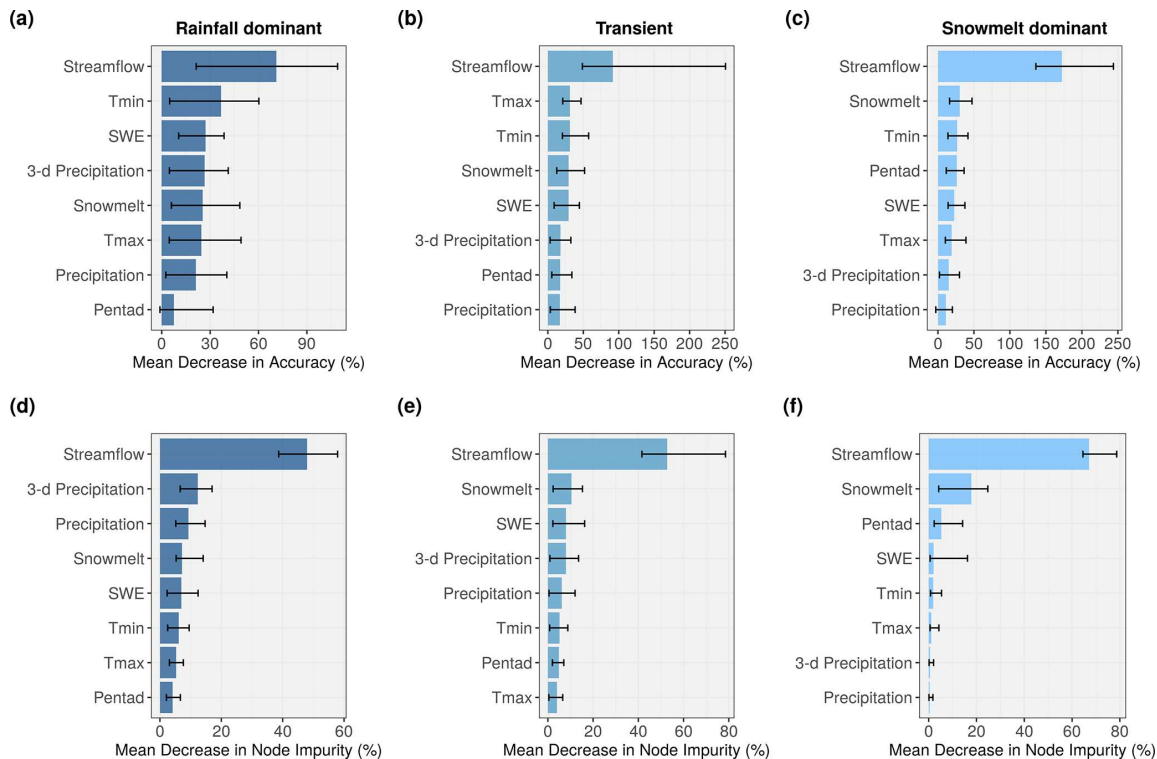 (a)
Rainfall dominant
Streamflow
Tmin
SWE
3-d Precipitation
Snowmelt
Tmax
Precipitation
Pentad
0 30 60 90
Mean Decrease in Accuracy (%)
(b)
Transient
Streamflow
Tmax
Tmin
Snowmelt
SWE
3-d Precipitation
Pentad
Precipitation
0 50 100 150 200 250
Mean Decrease in Accuracy (%)
(c)
Snowmelt dominant
Streamflow
Snowmelt
Tmin
Pentad
SWE
Tmax
3-d Precipitation
Precipitation
0 50 100 150 200 250
Mean Decrease in Accuracy (%)
(d)
Streamflow
3-d Precipitation
Precipitation
Snowmelt
SWE
Tmin
Tmax
Pentad
0 20 40 60
Mean Decrease in Node Impurity (%)
(e)
Streamflow
Snowmelt
SWE
3-d Precipitation
Precipitation
Tmin
Pentad
Tmax
0 20 40 60 80
Mean Decrease in Node Impurity (%)
(f)
Streamflow
Snowmelt
Pentad
SWE
Tmin
Tmax
3-d Precipitation
Precipitation
0 20 40 60 80
Mean Decrease in Node Impurity (%)